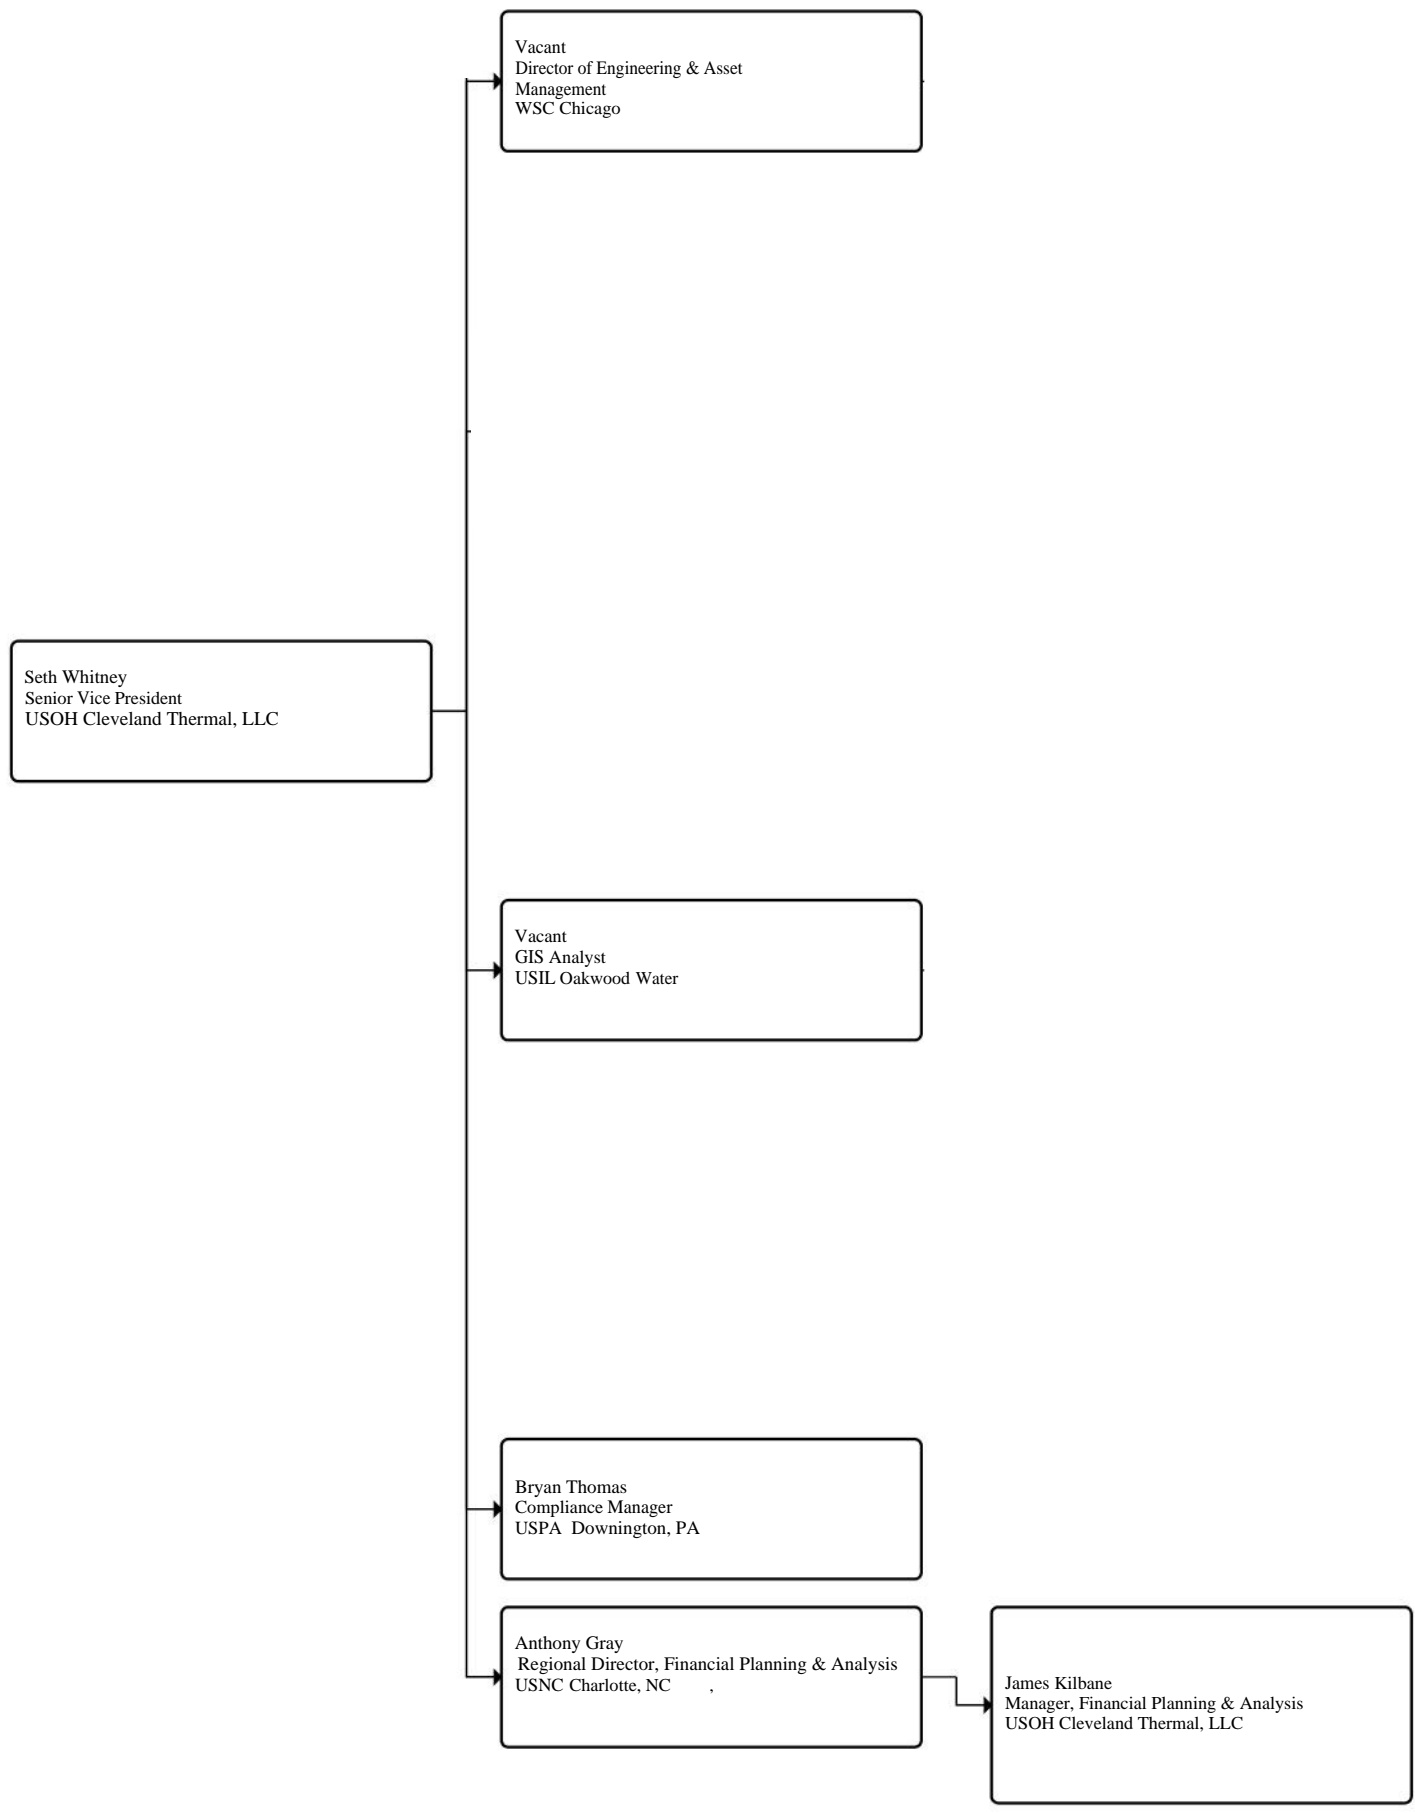 Vacant
Director of Engineering & Asset
Management
WSC Chicago
Seth Whitney
Senior Vice President
USOH Cleveland Thermal, LLC
Vacant
GIS Analyst
USIL Oakwood Water
Bryan Thomas
Compliance Manager
USPA Downington, PA
Anthony Gray
Regional Director, Financial Planning & Analysis
USNC Charlotte, NC ,
James Kilbane
Manager, Financial Planning & Analysis
USOH Cleveland Thermal, LLC